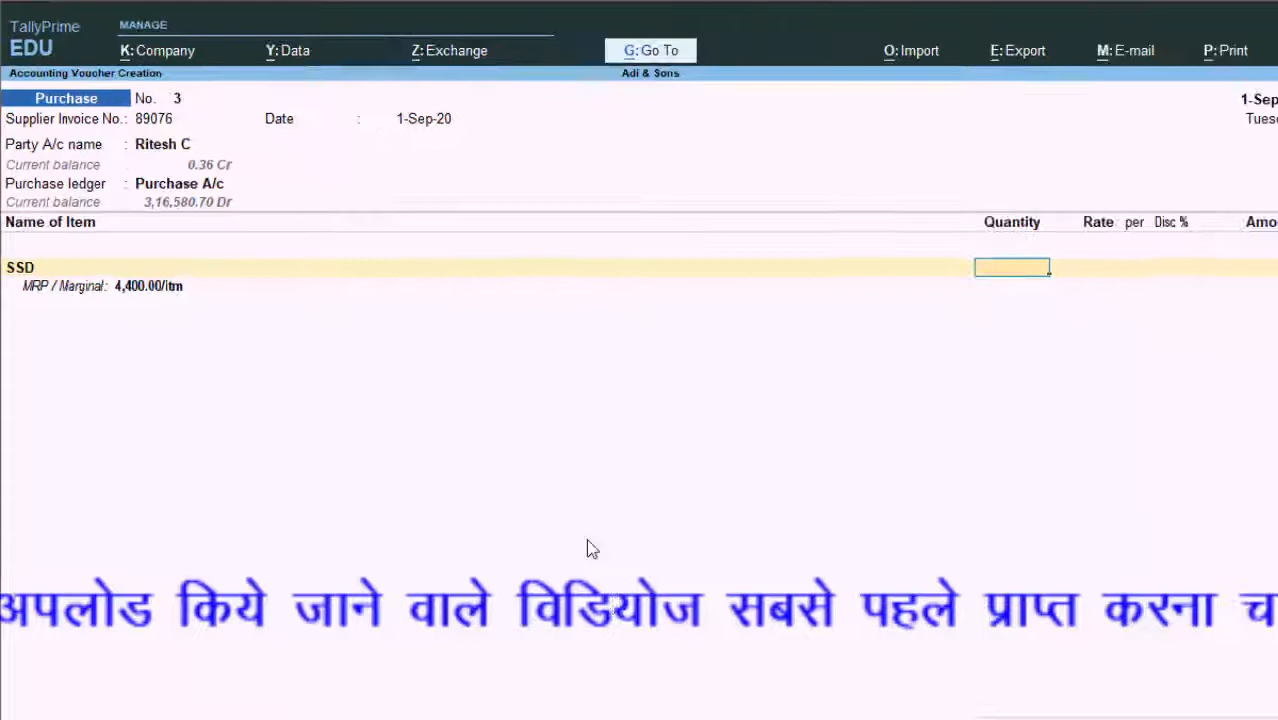 TallyPrime
EDU
MANAGE
K: Company Y: Data Z: Exchange G: Go To O: Import E: Export M: E-mail P: Print
Accounting Voucher Creation Adi & Sons
Purchase No. 3 1-Sep
Supplier Invoice No.: 89076 Date : 1-Sep-20 Tues
Party A/c name : Ritesh C
Current balance 0.36 Cr
Purchase ledger : Purchase A/c
Current balance 3,16,580.70 Dr
Name of Item Quantity Rate per Disc % Amo
SSD
MRP / Marginal: 4,400.00/itm
अपलोड किये जाने वाले विडियोज सबसे पहले प्राप्त करना च